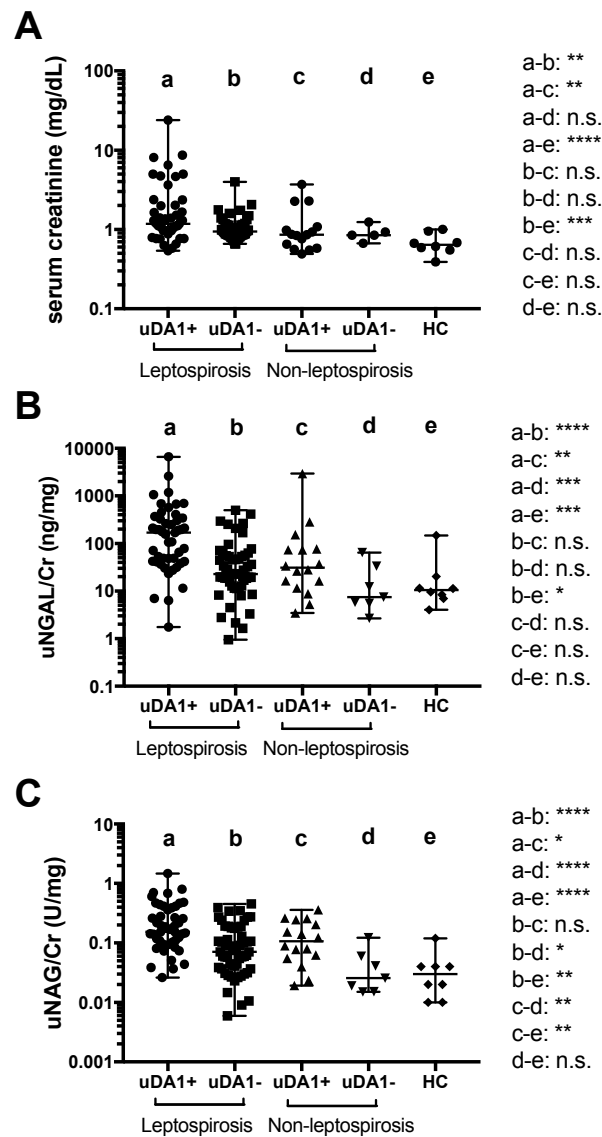 A
serum creatinine (mg/dL)
100
10
1
0.1
a b c d e
uDA1+ uDA1- uDA1+ uDA1- HC
Leptospirosis Non-leptospirosis
a-b: **
a-c: **
a-d: n.s.
a-e: ****
b-c: n.s.
b-d: n.s.
b-e: ***
c-d: n.s.
c-e: n.s.
d-e: n.s.
B
uNGAL/Cr (ng/mg)
10000
1000
100
10
1
0.1
a b c d e
uDA1+ uDA1- uDA1+ uDA1- HC
Leptospirosis Non-leptospirosis
a-b: ****
a-c: **
a-d: ***
a-e: ***
b-c: n.s.
b-d: n.s.
b-e: *
c-d: n.s.
c-e: n.s.
d-e: n.s.
C
uNAG/Cr (U/mg)
10
1
0.1
0.01
0.001
a b c d e
uDA1+ uDA1- uDA1+ uDA1- HC
Leptospirosis Non-leptospirosis
a-b: ****
a-c: *
a-d: ****
a-e: ****
b-c: n.s.
b-d: *
b-e: **
c-d: **
c-e: **
d-e: n.s.